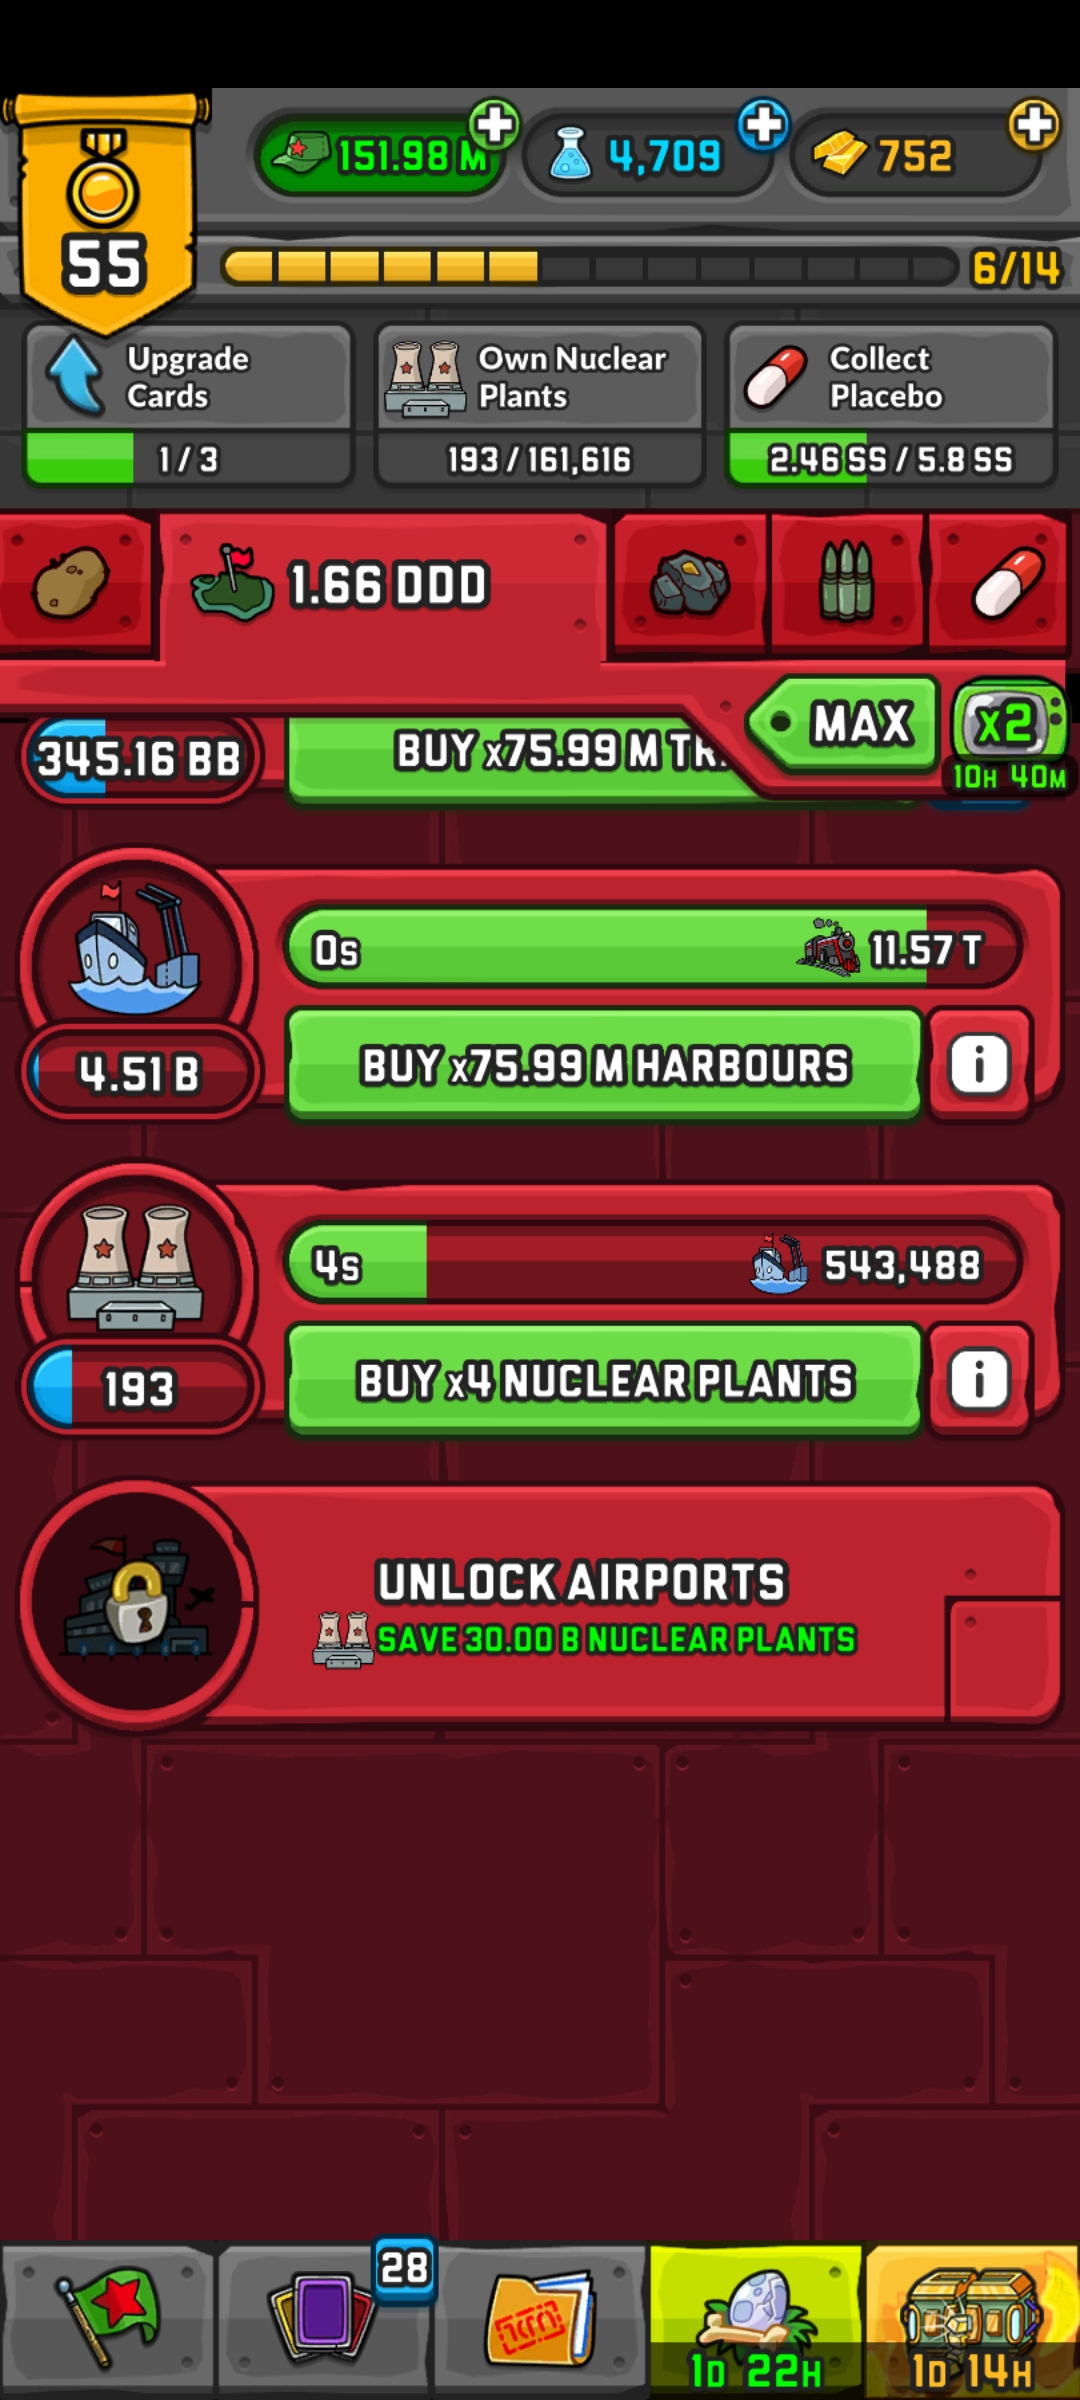 151.98 M
4,709
752
55
6/14
Upgrade
Cards
1 / 3
Own Nuclear
Plants
193 / 161,616
Collect
Placebo
2.46 SS / 5.8 SS
1.66 DDD
MAX
x2
10H 40M
345.16 BB
BUY x75.99 M
0s
11.57 T
4.51 B
BUY x75.99 M HARBOURS
i
4s
543,488
193
BUY x4 NUCLEAR PLANTS
i
UNLOCK AIRPORTS
SAVE 30.00 B NUCLEAR PLANTS
28
1D 22H
1D 14H